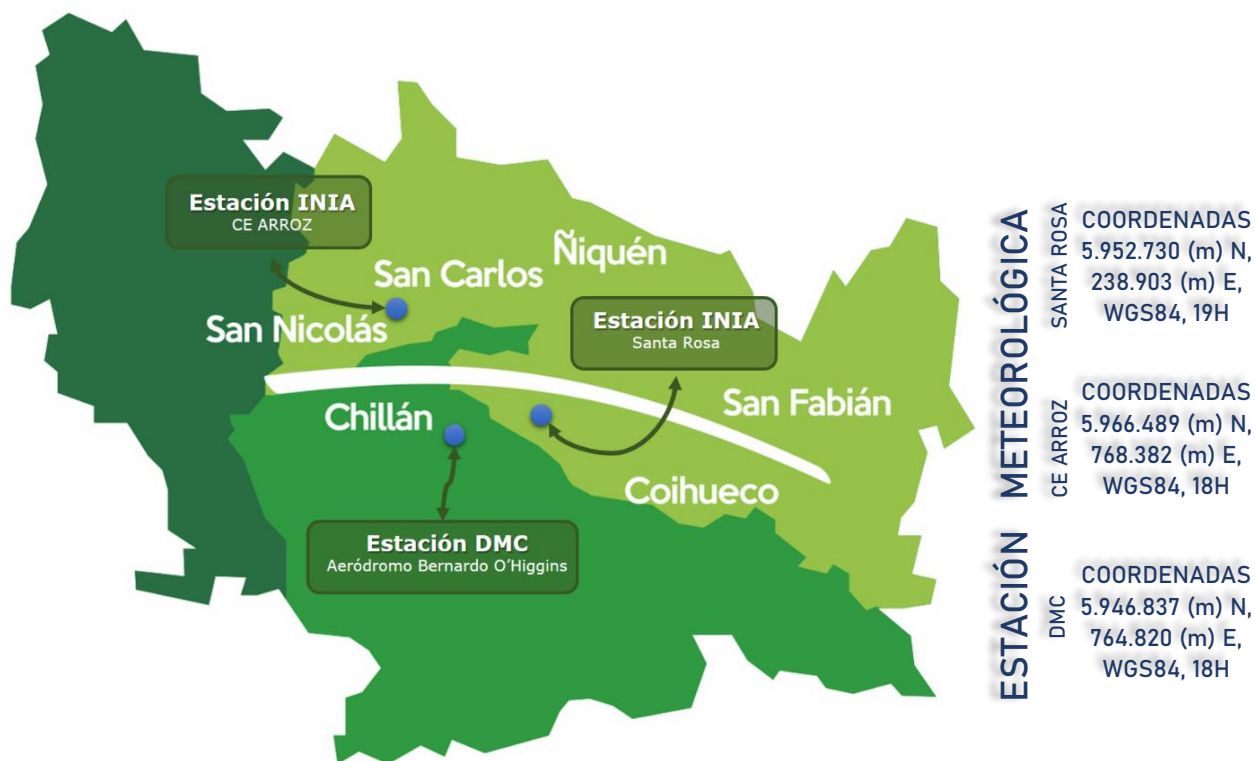 Estación INIA
CE ARROZ
San Carlos
Ñiquén
San Nicolás
Estación INIA
Santa Rosa
Chillán
San Fabián
Coihueco
Estación DMC
Aeródromo Bernardo O´Higgins
ESTACIÓN METEOROLÓGICA
SANTA ROSA
COORDENADAS
5.952.730 (m) N,
238.903 (m) E,
WGS84, 19H
CE ARROZ
COORDENADAS
5.966.489 (m) N,
768.382 (m) E,
WGS84, 18H
DMC
COORDENADAS
5.946.837 (m) N,
764.820 (m) E,
WGS84, 18H